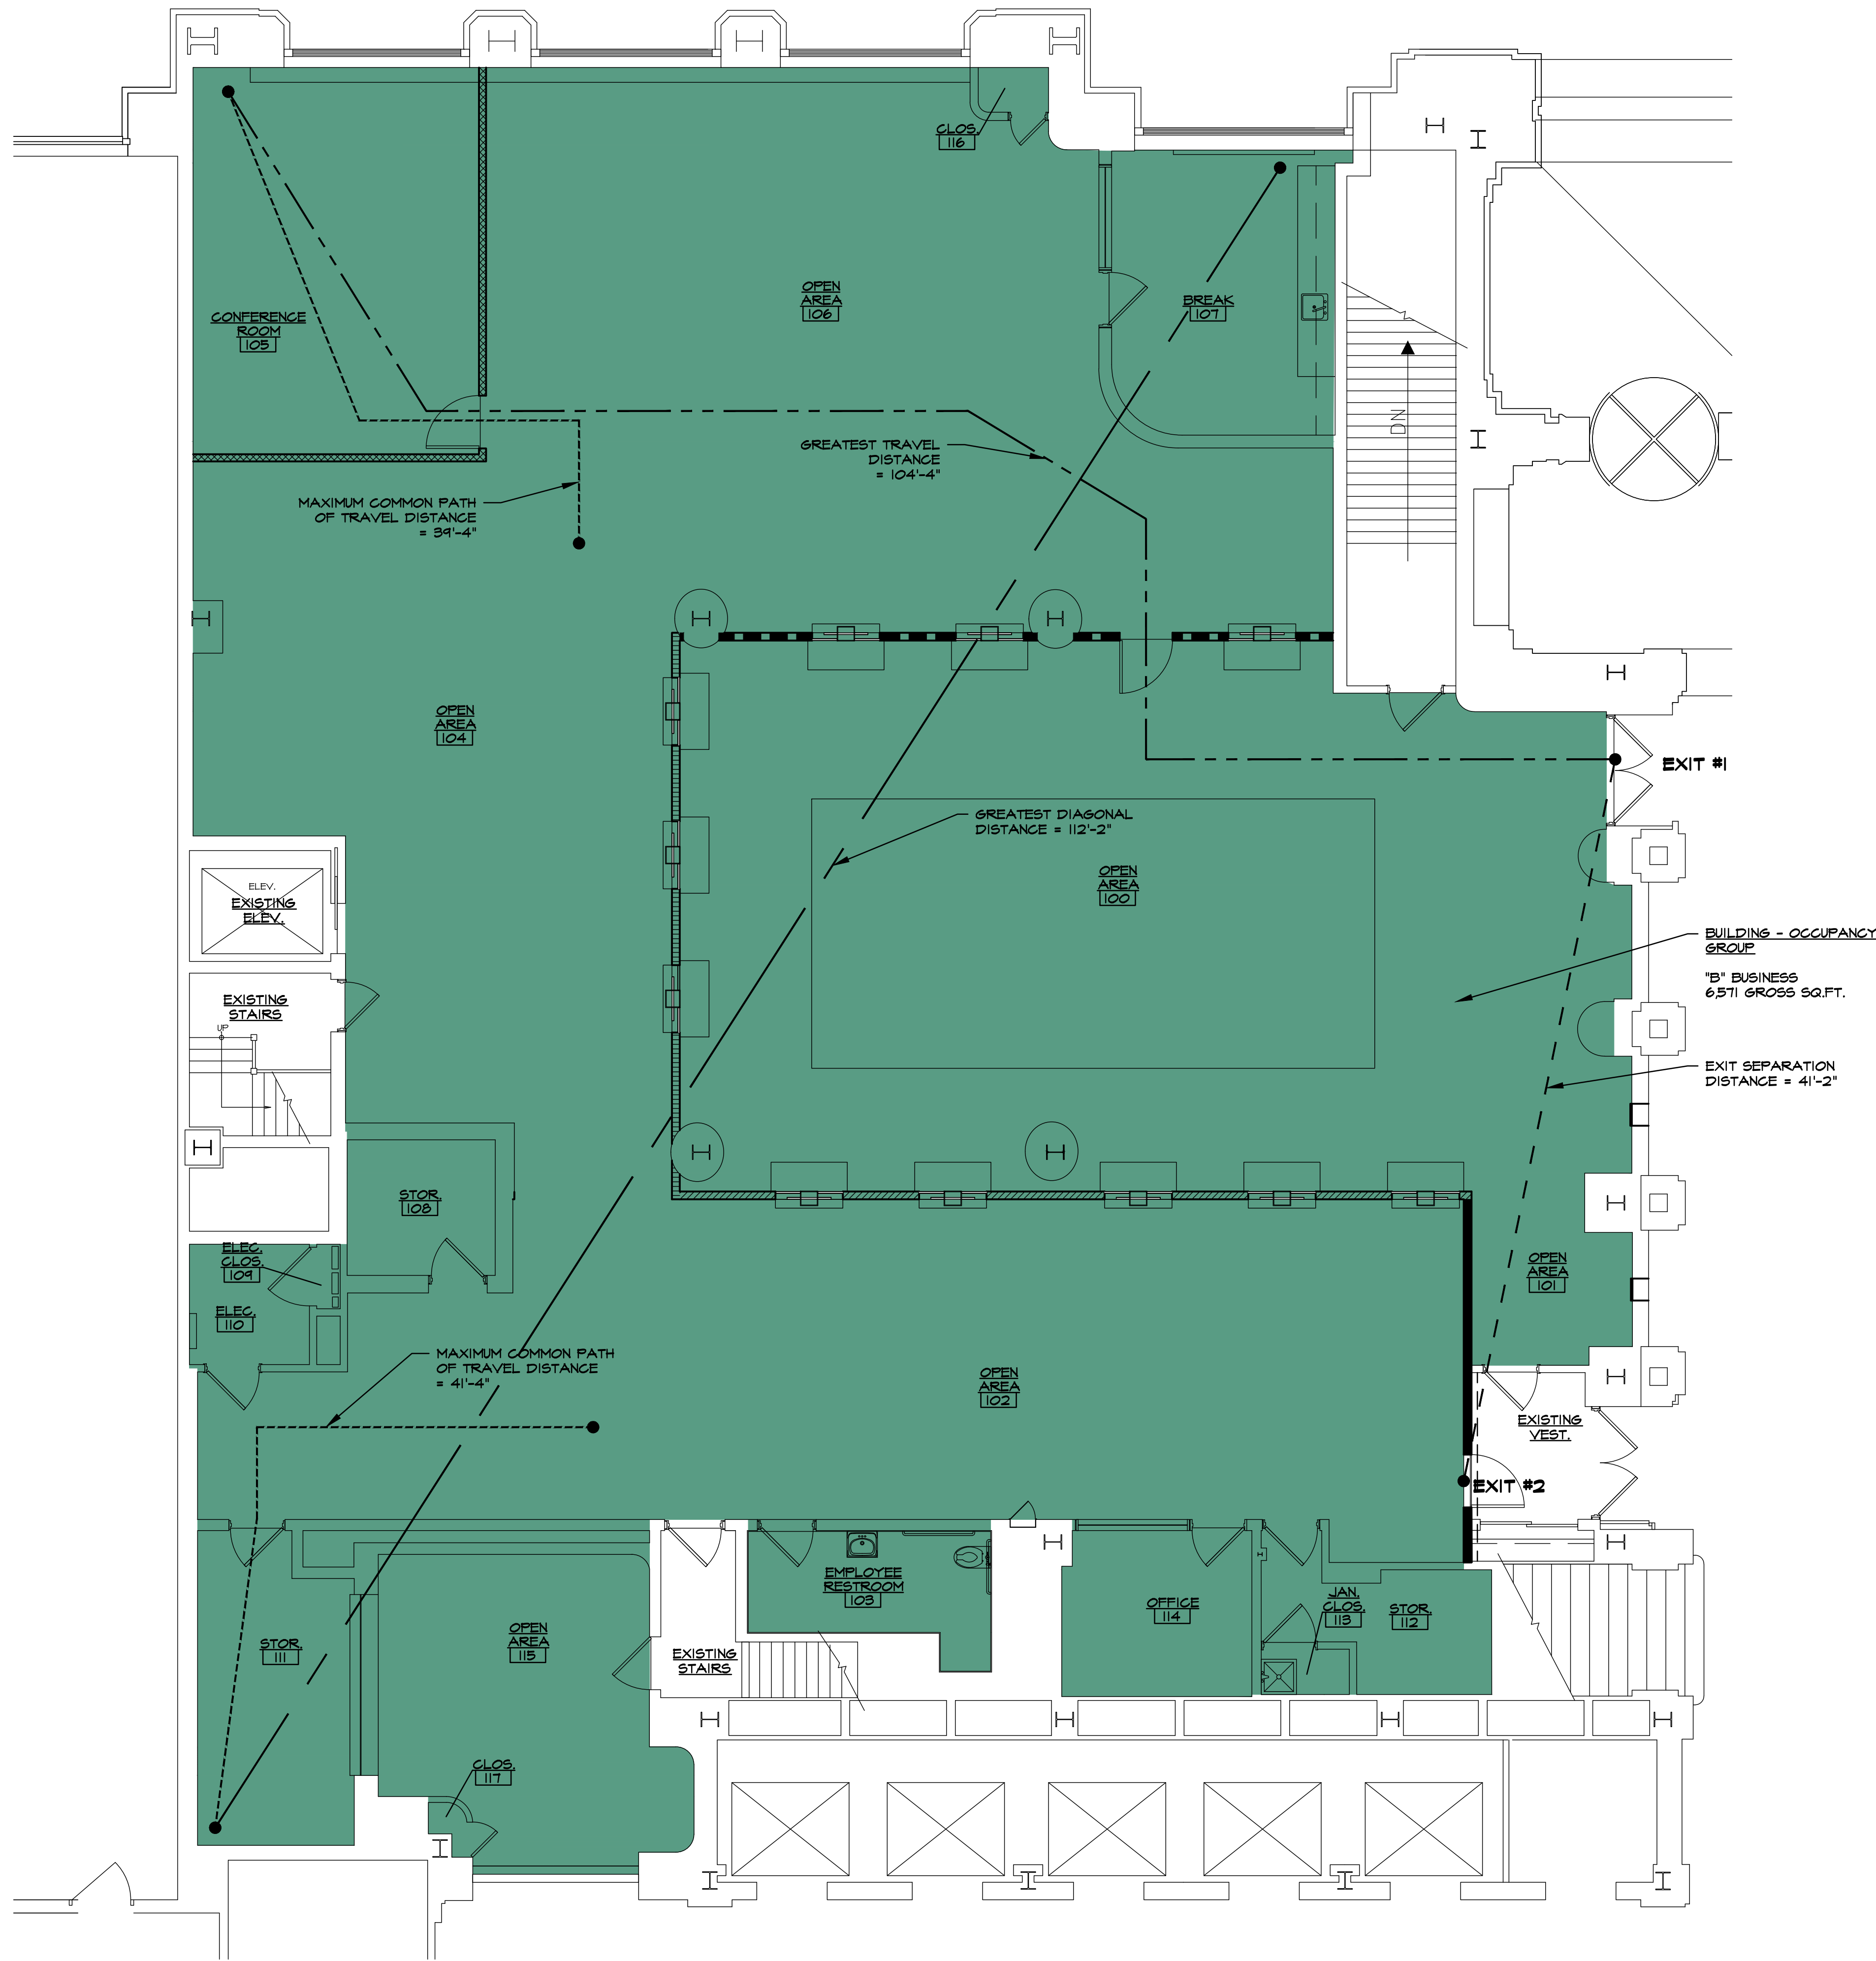 CLOS.
116
OPEN
AREA
106
BREAK
107
CONFERENCE
ROOM
105
DN
GREATEST TRAVEL
DISTANCE
= 104'-4"
MAXIMUM COMMON PATH
OF TRAVEL DISTANCE
= 39'-4"
OPEN
AREA
104
EXIT #1
GREATEST DIAGONAL
DISTANCE = 112'-2"
OPEN
AREA
100
ELEV.
EXISTING
ELEV.
BUILDING - OCCUPANCY
GROUP
"B" BUSINESS
6,571 GROSS SQ.FT.
EXISTING
STAIRS
UP
EXIT SEPARATION
DISTANCE = 41'-2"
STOR.
108
ELEC.
CLOS.
109
ELEC.
110
OPEN
AREA
101
MAXIMUM COMMON PATH
OF TRAVEL DISTANCE
= 41'-4"
OPEN
AREA
102
EXISTING
VEST.
EXIT #2
EMPLOYEE
RESTROOM
103
OFFICE
114
JAN.
CLOS.
113
STOR.
112
STOR.
111
OPEN
AREA
115
EXISTING
STAIRS
CLOS.
117